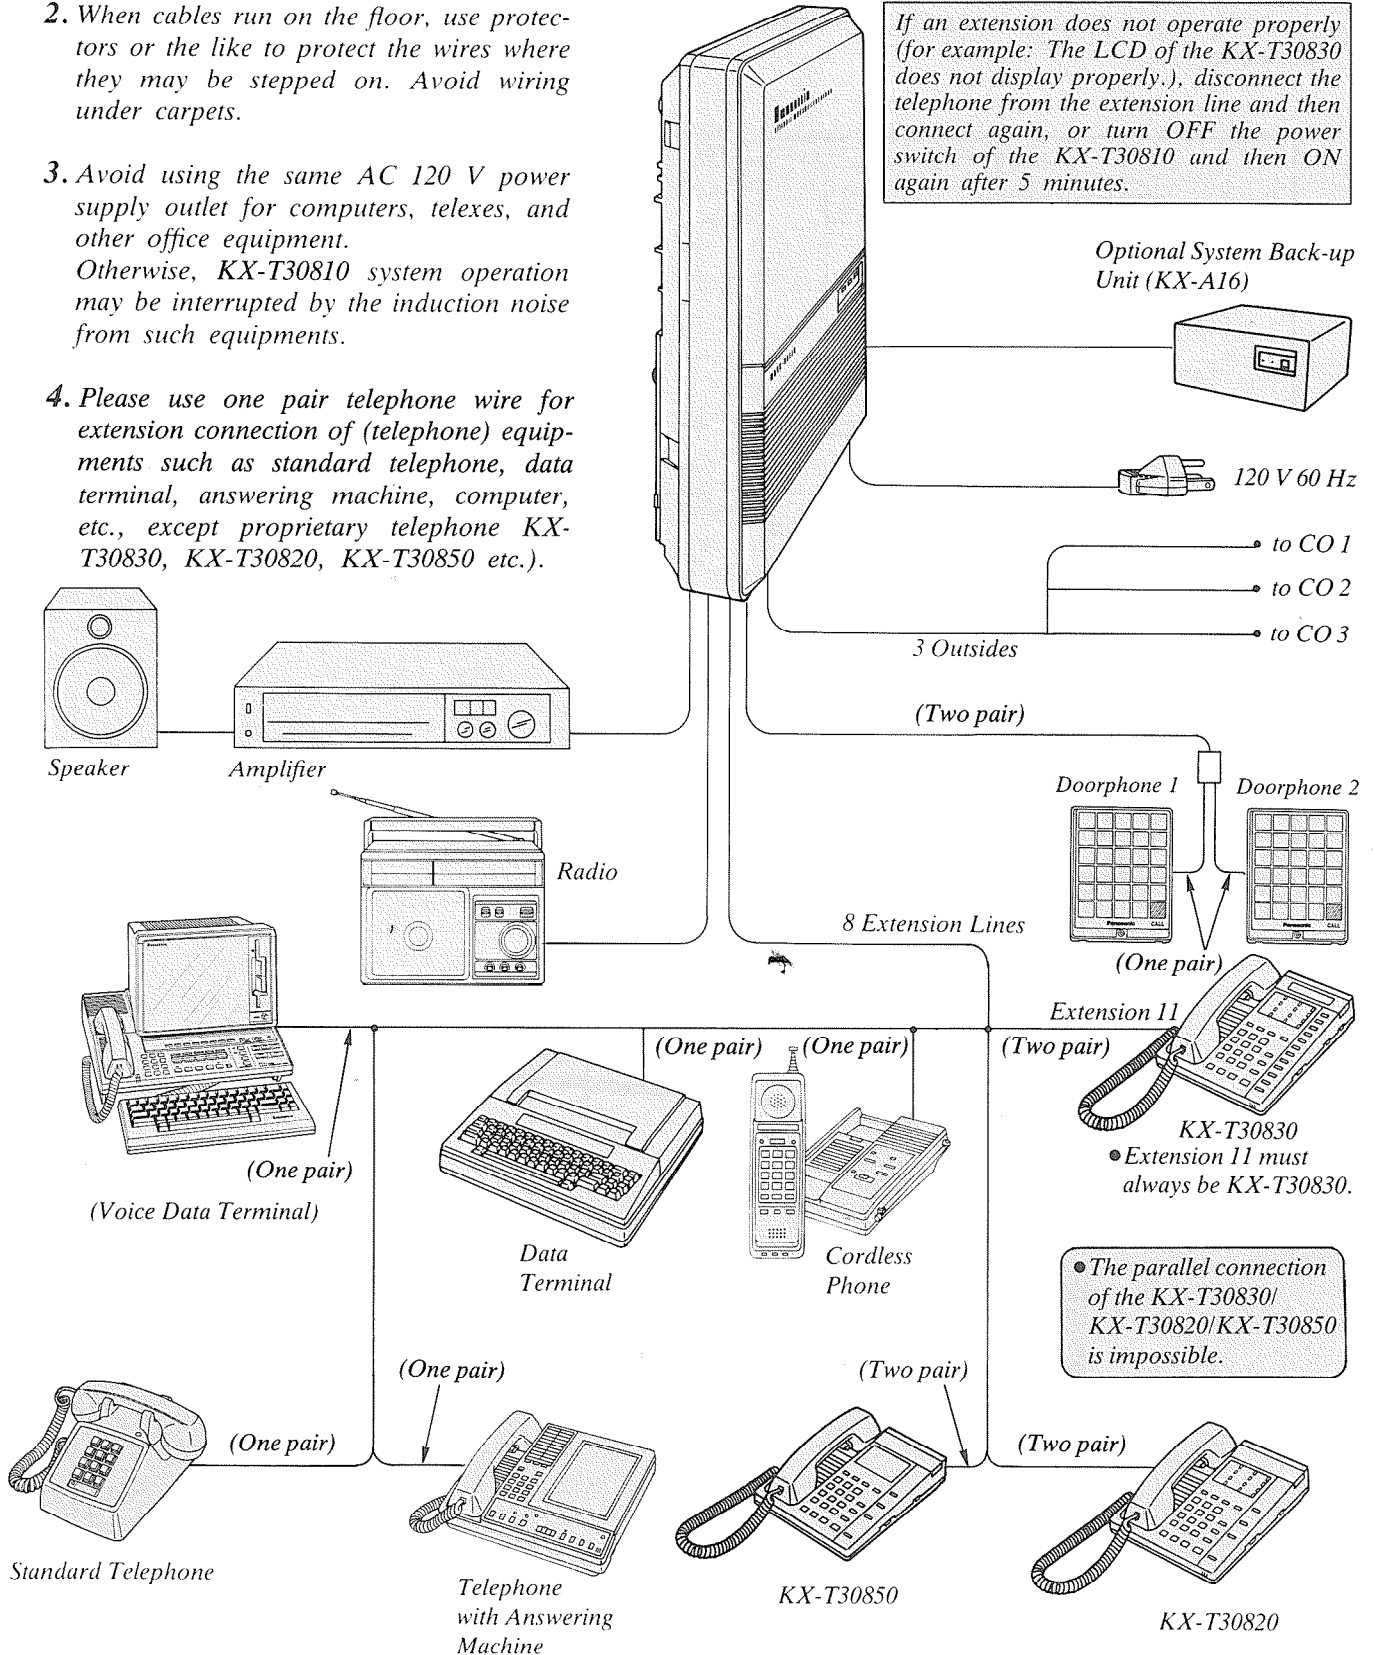 2. When cables run on the floor, use protec-
tors or the like to protect the wires where
they may be stepped on. Avoid wiring
under carpets.
3. Avoid using the same AC 120 V power
supply outlet for computers, telexes, and
other office equipment.
Otherwise, KX-T30810 system operation
may be interrupted by the induction noise
from such equipments.
4. Please use one pair telephone wire for
extension connection of (telephone) equip-
ments such as standard telephone, data
terminal, answering machine, computer,
etc., except proprietary telephone KX-
T30830, KX-T30820, KX-T30850 etc.).
If an extension does not operate properly
(for example: The LCD of the KX-T30830
does not display properly.), disconnect the
telephone from the extension line and then
connect again, or turn OFF the power
switch of the KX-T30810 and then ON
again after 5 minutes.
Optional System Back-up
Unit (KX-A16)
120 V 60 Hz
to CO 1
to CO 2
to CO 3
3 Outsides
(Two pair)
Speaker
Amplifier
Doorphone 1
Doorphone 2
Panasonic
CALL
Panasonic
CALL
Radio
8 Extension Lines
(One pair)
Extension 11
(One pair)
(One pair)
(Two pair)
KX-T30830
● Extension 11 must
always be KX-T30830.
(One pair)
(Voice Data Terminal)
Data
Terminal
Cordless
Phone
● The parallel connection
of the KX-T30830/
KX-T30820/KX-T30850
is impossible.
(One pair)
(Two pair)
(One pair)
(Two pair)
Standard Telephone
Telephone
with Answering
Machine
KX-T30850
KX-T30820